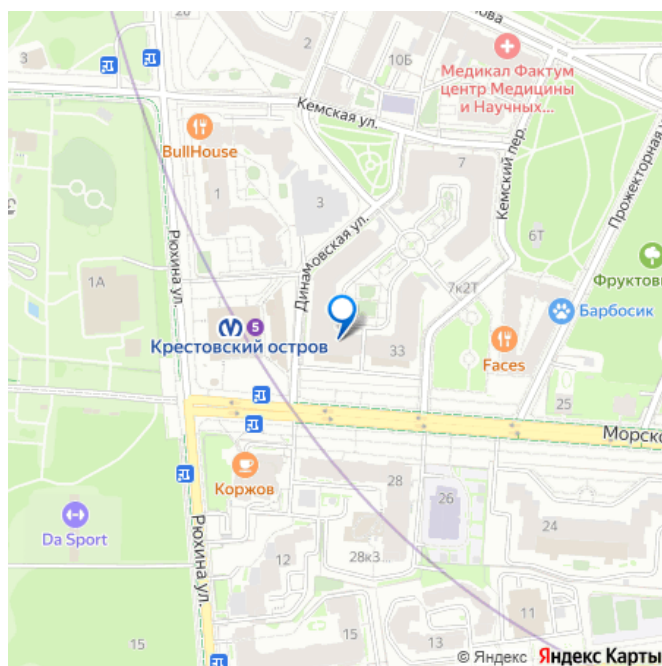 2
3
20
10Б
Медикал Фактум
центр Медицины
и Научных...
Кемская ул.
BullHouse
7
Кемский пер.
Прожекторная
1
3
Рюхина ул.
Динамовская ул.
6Т
1А
7к2Т
Фруктовы
Барбосик
5
Крестовский остров
33
Faces
25
Морско
Коржов
28
26
24
Da Sport
Рюхина ул.
12
28к3...
11
15
15
13
© Яндекс Яндекс Карты